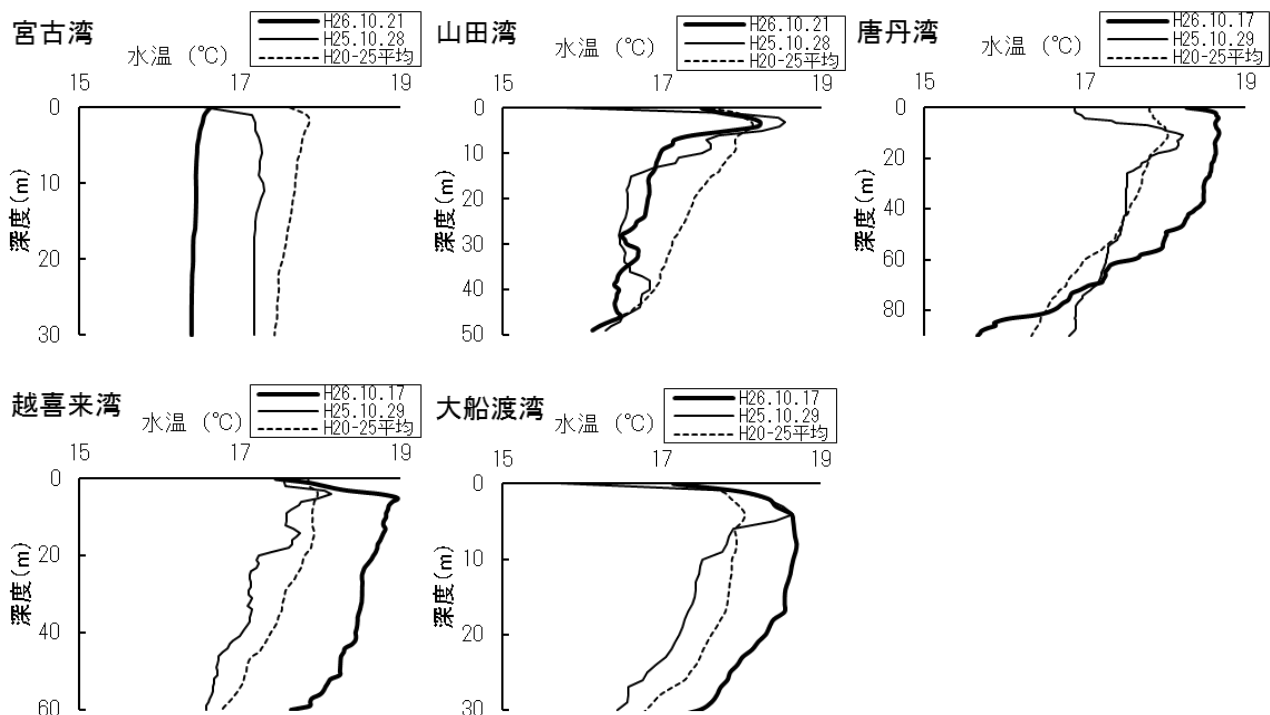 宮古湾
水温 (℃)
H26.10.21
H25.10.28
H20-25平均
15 17 19
深度(m)
0
10
20
30
山田湾
水温 (℃)
H26.10.21
H25.10.28
H20-25平均
15 17 19
深度(m)
0
10
20
30
40
50
唐丹湾
水温 (℃)
H26.10.17
H25.10.29
H20-25平均
15 17 19
深度(m)
0
20
40
60
80
越喜来湾
水温 (℃)
H26.10.17
H25.10.29
H20-25平均
15 17 19
深度(m)
0
20
40
60
大船渡湾
水温 (℃)
H26.10.17
H25.10.29
H20-25平均
15 17 19
深度(m)
0
10
20
30